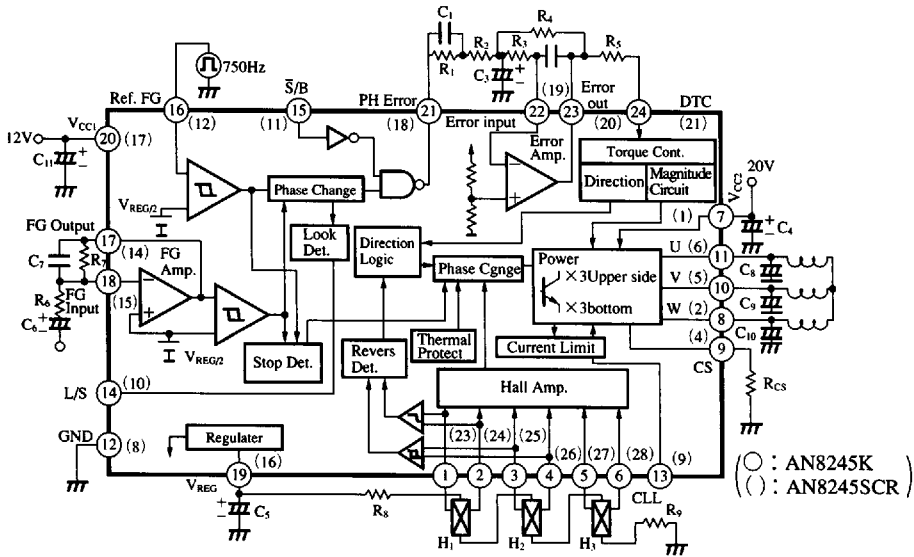 C1
R4
R2
R3
R5
R1
C3
+
−
750Hz
Ref. FG
16
(12)
S̄/B
15
(11)
PH Error
21
(18)
Error input
22
(19)
23
Error out
(20)
24
DTC
(21)
12V
VCC1
20
(17)
C11
+
−
VREG/2
Phase Change
Look Det.
Error Amp.
−
+
Torque Cont.
Direction
Magnitude Circuit
20V
VCC2
(1)
7
+
−
C4
FG Output
17
(14)
C7
R7
18
FG Amp.
R6
FG Input
(15)
C6
+
−
−
+
VREG/2
Stop Det.
Direction Logic
Phase Cgnge
Power
×3Upper side
×3bottom
U
(6)
11
C8
V
(5)
10
C9
W
(2)
8
C10
(4)
9
CS
RCS
Revers Det.
Thermal Protect
Current Limit
Hall Amp.
L/S
14
(10)
GND
12
(8)
Regulater
(16)
19
VREG
+
−
C5
(23)
(24)
(25)
(26)
(27)
(28)
(9)
1
2
3
4
5
6
13
CLL
R8
H1
H2
H3
R9
○ : AN8245K
( ) : AN8245SCR